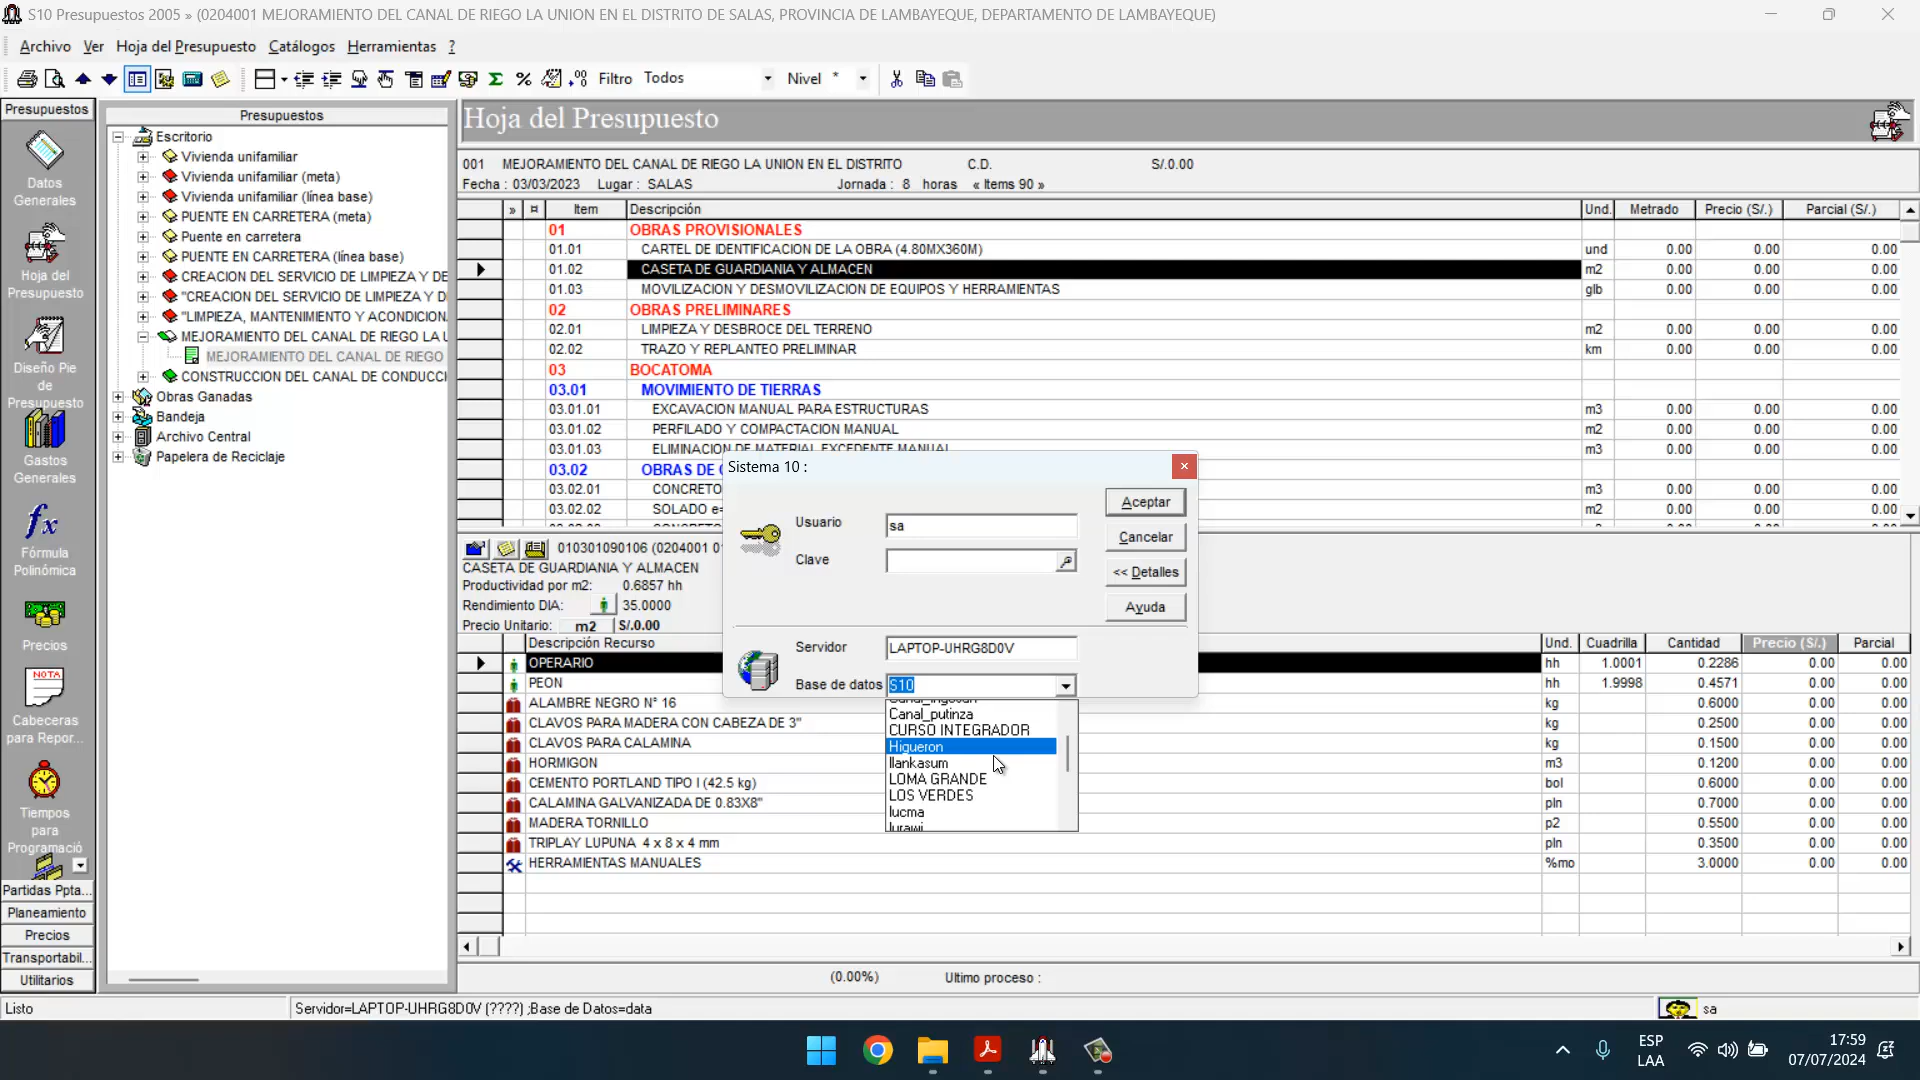 S10 Presupuestos 2005 » (0204001 MEJORAMIENTO DEL CANAL DE RIEGO LA UNION EN EL DISTRITO DE SALAS, PROVINCIA DE LAMBAYEQUE, DEPARTAMENTO DE LAMBAYEQUE)
Archivo Ver Hoja del Presupuesto Catálogos Herramientas ?
Filtro Todos Nivel *
Presupuestos
Datos Generales
Hoja del Presupuesto
Diseño Pie de Presupuesto
Gastos Generales
Fórmula Polinómica
Precios
NOTA
Cabeceras para Repor...
Tiempos para Programació
Partidas Ppta...
Planeamiento
Precios
Transportabil...
Utilitarios
Presupuestos
Escritorio
Vivienda unifamiliar
Vivienda unifamiliar (meta)
Vivienda unifamiliar (línea base)
PUENTE EN CARRETERA (meta)
Puente en carretera
PUENTE EN CARRETERA (línea base)
CREACION DEL SERVICIO DE LIMPIEZA Y DE
"CREACION DEL SERVICIO DE LIMPIEZA Y D
"LIMPIEZA, MANTENIMIENTO Y ACONDICION.
MEJORAMIENTO DEL CANAL DE RIEGO LA U
MEJORAMIENTO DEL CANAL DE RIEGO
CONSTRUCCION DEL CANAL DE CONDUCCI
Obras Ganadas
Bandeja
Archivo Central
Papelera de Reciclaje
Hoja del Presupuesto
001 MEJORAMIENTO DEL CANAL DE RIEGO LA UNION EN EL DISTRITO C.D. S/.0.00
Fecha : 03/03/2023 Lugar : SALAS Jornada : 8 horas « Items 90 »
» ¤ Item Descripción Und. Metrado Precio (S/.) Parcial (S/.)
01 OBRAS PROVISIONALES
01.01 CARTEL DE IDENTIFICACION DE LA OBRA (4.80MX360M) und 0.00 0.00 0.00
01.02 CASETA DE GUARDIANIA Y ALMACEN m2 0.00 0.00 0.00
01.03 MOVILIZACION Y DESMOVILIZACION DE EQUIPOS Y HERRAMIENTAS glb 0.00 0.00 0.00
02 OBRAS PRELIMINARES
02.01 LIMPIEZA Y DESBROCE DEL TERRENO m2 0.00 0.00 0.00
02.02 TRAZO Y REPLANTEO PRELIMINAR km 0.00 0.00 0.00
03 BOCATOMA
03.01 MOVIMIENTO DE TIERRAS
03.01.01 EXCAVACION MANUAL PARA ESTRUCTURAS m3 0.00 0.00 0.00
03.01.02 PERFILADO Y COMPACTACION MANUAL m2 0.00 0.00 0.00
03.01.03 ELIMINACION DE MATERIAL EXCEDENTE MANUAL m3 0.00 0.00 0.00
03.02 OBRAS DE
03.02.01 CONCRETO m3 0.00 0.00 0.00
03.02.02 SOLADO e= m2 0.00 0.00 0.00
Sistema 10 :
Usuario sa
Clave
Aceptar
Cancelar
<< Detalles
Ayuda
Servidor LAPTOP-UHRG8D0V
Base de datos S10
Canal_putinza
CURSO INTEGRADOR
Higueron
llankasum
LOMA GRANDE
LOS VERDES
lucma
010301090106 (0204001 0
CASETA DE GUARDIANIA Y ALMACEN
Productividad por m2: 0.6857 hh
Rendimiento DIA: 35.0000
Precio Unitario: m2 S/.0.00
Descripción Recurso Und. Cuadrilla Cantidad Precio (S/.) Parcial
OPERARIO hh 1.0001 0.2286 0.00 0.00
PEON hh 1.9998 0.4571 0.00 0.00
ALAMBRE NEGRO N° 16 kg 0.6000 0.00 0.00
CLAVOS PARA MADERA CON CABEZA DE 3" kg 0.2500 0.00 0.00
CLAVOS PARA CALAMINA kg 0.1500 0.00 0.00
HORMIGON m3 0.1200 0.00 0.00
CEMENTO PORTLAND TIPO I (42.5 kg) bol 0.6000 0.00 0.00
CALAMINA GALVANIZADA DE 0.83X8" pln 0.7000 0.00 0.00
MADERA TORNILLO p2 0.5500 0.00 0.00
TRIPLAY LUPUNA 4 x 8 x 4 mm pln 0.3500 0.00 0.00
HERRAMIENTAS MANUALES %mo 3.0000 0.00 0.00
(0.00%) Ultimo proceso :
Listo Servidor=LAPTOP-UHRG8D0V (????) ;Base de Datos=data sa
ESP
LAA
17:59
07/07/2024